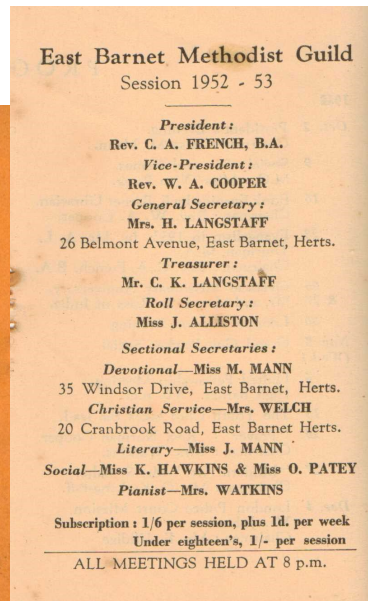 East Barnet Methodist Guild
Session 1952 - 53
President :
Rev. C. A. FRENCH, B.A.
Vice-President :
Rev. W. A. COOPER
General Secretary :
Mrs. H. LANGSTAFF
26 Belmont Avenue, East Barnet, Herts.
Treasurer :
Mr. C. K. LANGSTAFF
Roll Secretary :
Miss J. ALLISTON
Sectional Secretaries :
Devotional—Miss M. MANN
35 Windsor Drive, East Barnet, Herts.
Christian Service—Mrs. WELCH
20 Cranbrook Road, East Barnet Herts.
Literary—Miss J. MANN
Social—Miss K. HAWKINS & Miss O. PATEY
Pianist—Mrs. WATKINS
Subscription : 1/6 per session, plus 1d. per week
Under eighteen's, 1/- per session
ALL MEETINGS HELD AT 8 p.m.